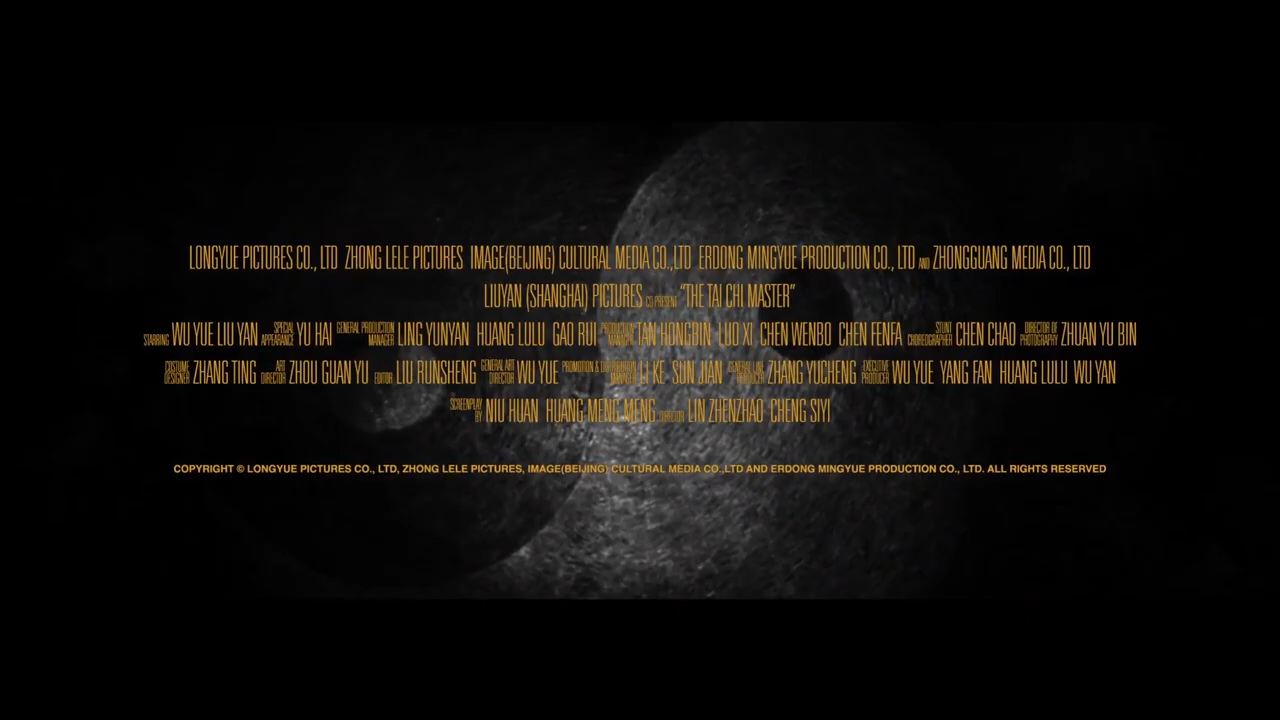 LONGYUE PICTURES CO., LTD ZHONG LELE PICTURES IMAGE(BEIJING) CULTURAL MEDIA CO.,LTD ERDONG MINGYUE PRODUCTION CO., LTD AND ZHONGGUANG MEDIA CO., LTD
LIUYAN (SHANGHAI) PICTURES CO PRESENT “THE TAI CHI MASTER”
STARRING WU YUE LIU YAN SPECIAL APPEARANCE YU HAI GENERAL PRODUCTION MANAGER LING YUNYAN HUANG LULU GAO RUI PRODUCTION MANAGER TAN HONGBIN LUO XI CHEN WENBO CHEN FENFA STUNT CHOREOGRAPHER CHEN CHAO DIRECTOR OF PHOTOGRAPHY ZHUAN YU BIN
COSTUME DESIGNER ZHANG TING ART DIRECTOR ZHOU GUAN YU EDITOR LIU RUNSHENG GENERAL ART DIRECTOR WU YUE PROMOTION & DISTRIBUTION MANAGER LI KE SUN JIAN GENERAL LINE PRODUCER ZHANG YUCHENG EXECUTIVE PRODUCER WU YUE YANG FAN HUANG LULU WU YAN
SCREENPLAY BY NIU HUAN HUANG MENG MENG DIRECTOR LIN ZHENZHAO CHENG SIYI
COPYRIGHT © LONGYUE PICTURES CO., LTD, ZHONG LELE PICTURES, IMAGE(BEIJING) CULTURAL MEDIA CO.,LTD AND ERDONG MINGYUE PRODUCTION CO., LTD. ALL RIGHTS RESERVED